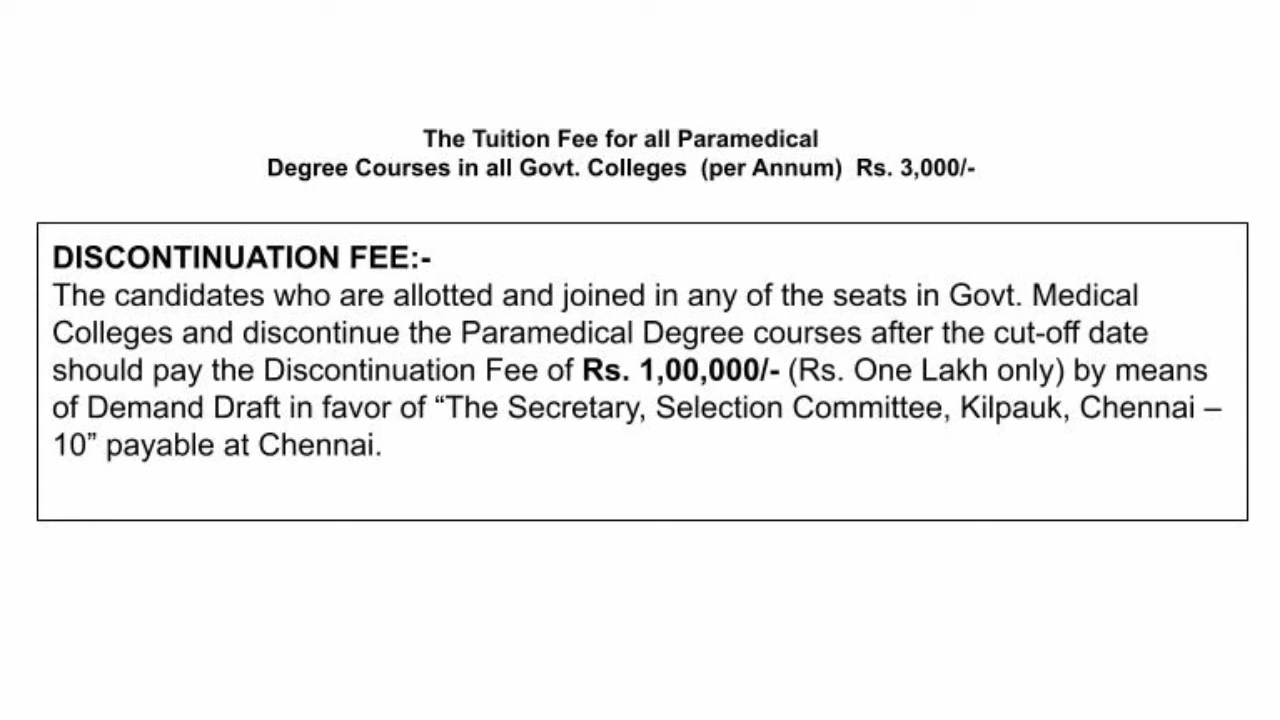 The Tuition Fee for all Paramedical
Degree Courses in all Govt. Colleges (per Annum) Rs. 3,000/-
DISCONTINUATION FEE:-
The candidates who are allotted and joined in any of the seats in Govt. Medical
Colleges and discontinue the Paramedical Degree courses after the cut-off date
should pay the Discontinuation Fee of Rs. 1,00,000/- (Rs. One Lakh only) by means
of Demand Draft in favor of “The Secretary, Selection Committee, Kilpauk, Chennai –
10” payable at Chennai.